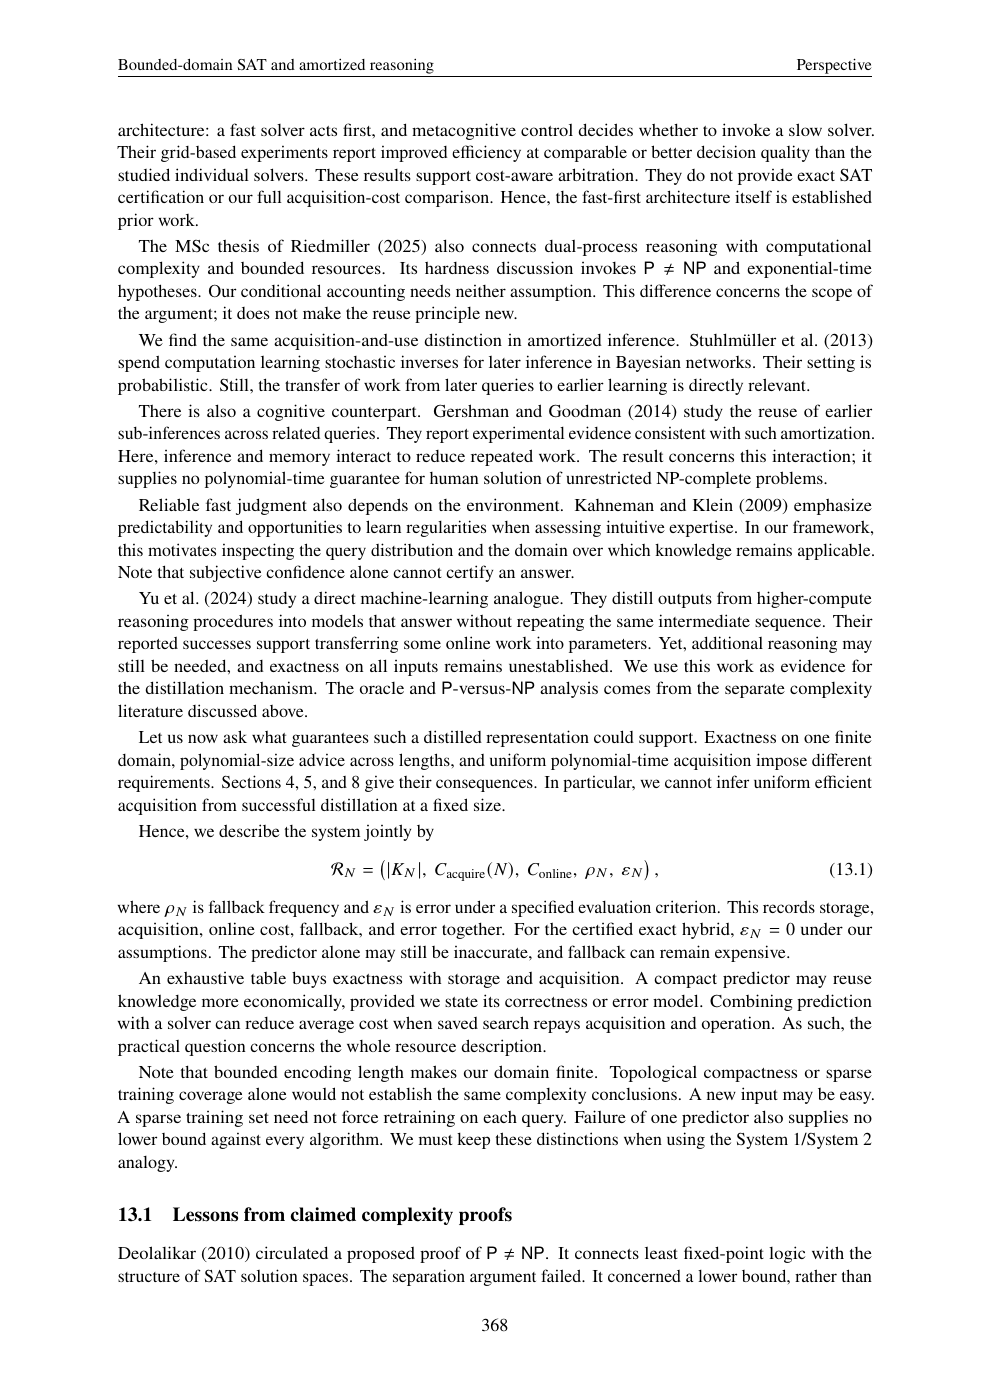 Bounded-domain SAT and amortized reasoning Perspective
architecture: a fast solver acts first, and metacognitive control decides whether to invoke a slow solver.
Their grid-based experiments report improved efficiency at comparable or better decision quality than the
studied individual solvers. These results support cost-aware arbitration. They do not provide exact SAT
certification or our full acquisition-cost comparison. Hence, the fast-first architecture itself is established
prior work.
The MSc thesis of Riedmiller (2025) also connects dual-process reasoning with computational
complexity and bounded resources. Its hardness discussion invokes P ≠ NP and exponential-time
hypotheses. Our conditional accounting needs neither assumption. This difference concerns the scope of
the argument; it does not make the reuse principle new.
We find the same acquisition-and-use distinction in amortized inference. Stuhlmüller et al. (2013)
spend computation learning stochastic inverses for later inference in Bayesian networks. Their setting is
probabilistic. Still, the transfer of work from later queries to earlier learning is directly relevant.
There is also a cognitive counterpart. Gershman and Goodman (2014) study the reuse of earlier
sub-inferences across related queries. They report experimental evidence consistent with such amortization.
Here, inference and memory interact to reduce repeated work. The result concerns this interaction; it
supplies no polynomial-time guarantee for human solution of unrestricted NP-complete problems.
Reliable fast judgment also depends on the environment. Kahneman and Klein (2009) emphasize
predictability and opportunities to learn regularities when assessing intuitive expertise. In our framework,
this motivates inspecting the query distribution and the domain over which knowledge remains applicable.
Note that subjective confidence alone cannot certify an answer.
Yu et al. (2024) study a direct machine-learning analogue. They distill outputs from higher-compute
reasoning procedures into models that answer without repeating the same intermediate sequence. Their
reported successes support transferring some online work into parameters. Yet, additional reasoning may
still be needed, and exactness on all inputs remains unestablished. We use this work as evidence for
the distillation mechanism. The oracle and P-versus-NP analysis comes from the separate complexity
literature discussed above.
Let us now ask what guarantees such a distilled representation could support. Exactness on one finite
domain, polynomial-size advice across lengths, and uniform polynomial-time acquisition impose different
requirements. Sections 4, 5, and 8 give their consequences. In particular, we cannot infer uniform efficient
acquisition from successful distillation at a fixed size.
Hence, we describe the system jointly by
ℛ_N = (|K_N|, C_acquire(N), C_online, ρ_N, ε_N), (13.1)
where ρ_N is fallback frequency and ε_N is error under a specified evaluation criterion. This records storage,
acquisition, online cost, fallback, and error together. For the certified exact hybrid, ε_N = 0 under our
assumptions. The predictor alone may still be inaccurate, and fallback can remain expensive.
An exhaustive table buys exactness with storage and acquisition. A compact predictor may reuse
knowledge more economically, provided we state its correctness or error model. Combining prediction
with a solver can reduce average cost when saved search repays acquisition and operation. As such, the
practical question concerns the whole resource description.
Note that bounded encoding length makes our domain finite. Topological compactness or sparse
training coverage alone would not establish the same complexity conclusions. A new input may be easy.
A sparse training set need not force retraining on each query. Failure of one predictor also supplies no
lower bound against every algorithm. We must keep these distinctions when using the System 1/System 2
analogy.
13.1 Lessons from claimed complexity proofs
Deolalikar (2010) circulated a proposed proof of P ≠ NP. It connects least fixed-point logic with the
structure of SAT solution spaces. The separation argument failed. It concerned a lower bound, rather than
368